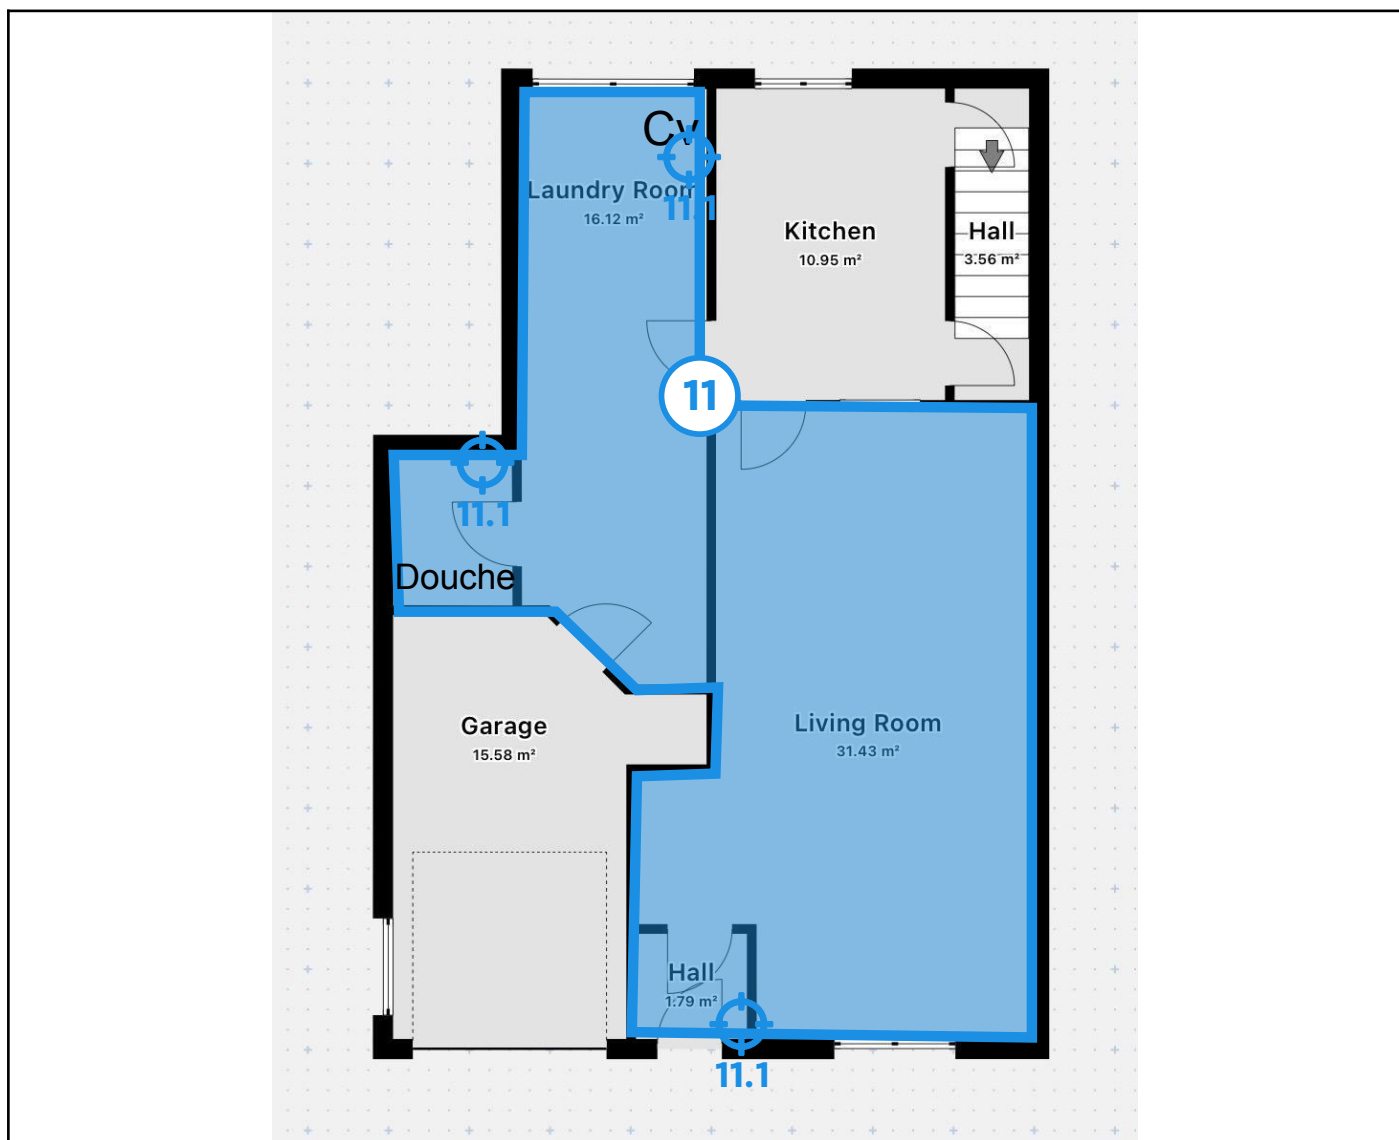 Cv
Laundry Room
16.12 m²
11.1
Kitchen
10.95 m²
Hall
3.56 m²
11
11.1
Douche
Garage
15.58 m²
Living Room
31.43 m²
Hall
1.79 m²
11.1